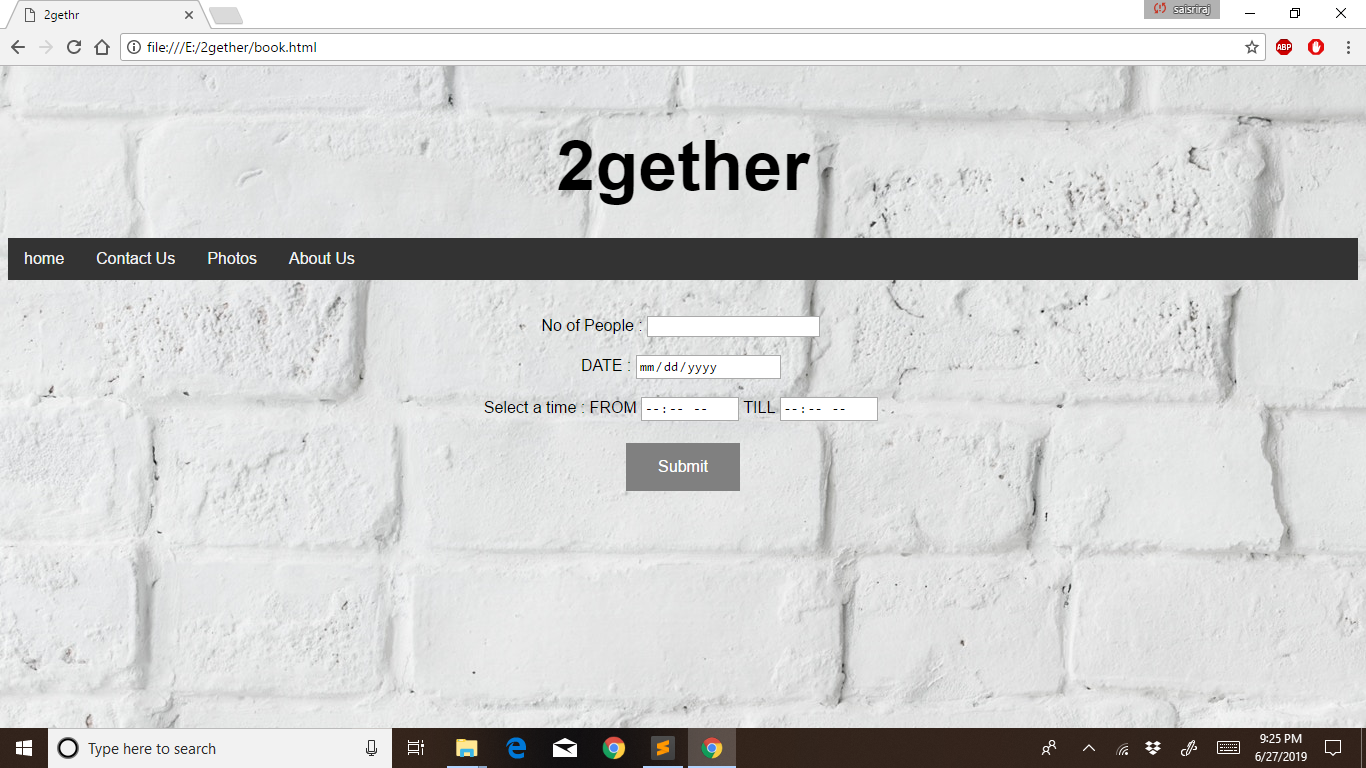 2gethr
saisriraj
file:///E:/2gether/book.html
ABP
2gether
home Contact Us Photos About Us
No of People :
DATE : mm/dd/yyyy
Select a time : FROM --:-- -- TILL --:-- --
Submit
Type here to search
9:25 PM
6/27/2019